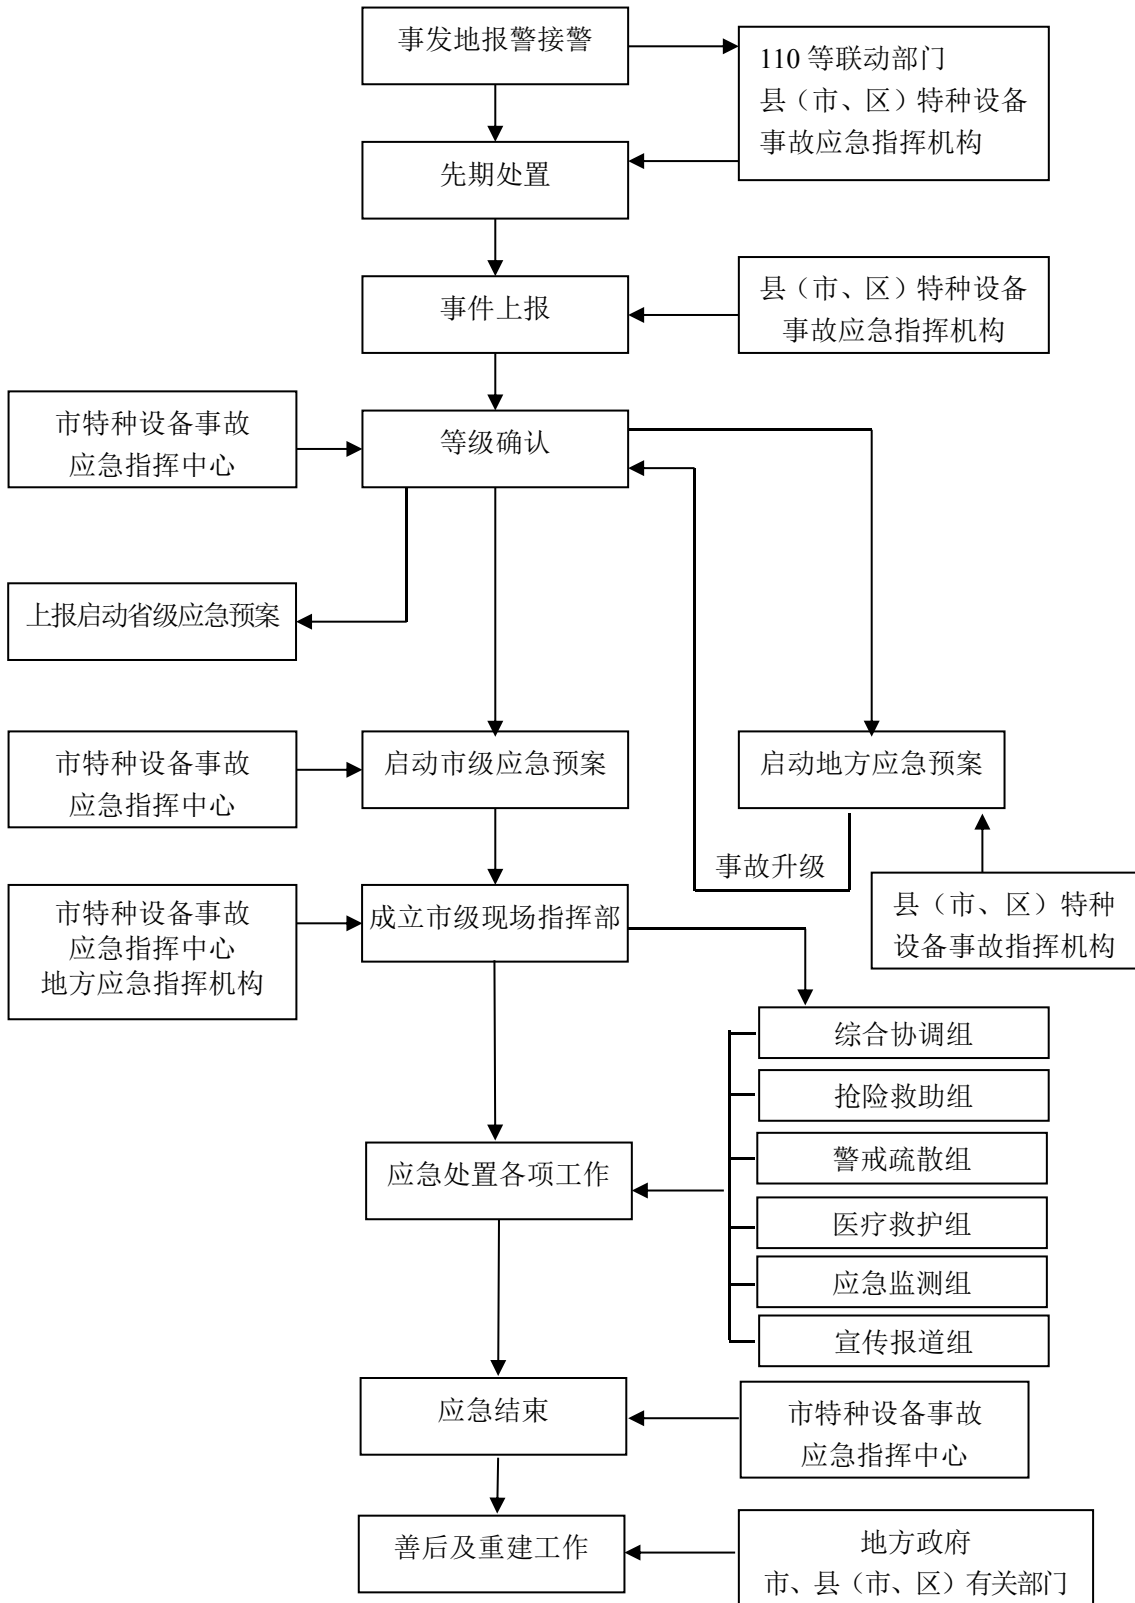 事发地报警接警
110 等联动部门
县（市、区）特种设备
事故应急指挥机构
先期处置
事件上报
县（市、区）特种设备
事故应急指挥机构
市特种设备事故
应急指挥中心
等级确认
上报启动省级应急预案
市特种设备事故
应急指挥中心
启动市级应急预案
启动地方应急预案
事故升级
县（市、区）特种
设备事故指挥机构
市特种设备事故
应急指挥中心
地方应急指挥机构
成立市级现场指挥部
综合协调组
抢险救助组
警戒疏散组
医疗救护组
应急监测组
宣传报道组
应急处置各项工作
应急结束
市特种设备事故
应急指挥中心
善后及重建工作
地方政府
市、县（市、区）有关部门